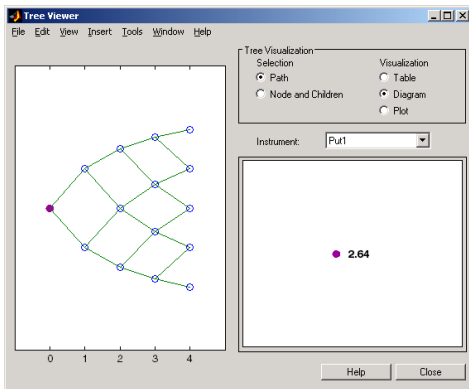 Tree Viewer
File Edit View Insert Tools Window Help
Tree Visualization
Selection
Path
Node and Children
Visualization
Table
Diagram
Plot
Instrument: Put1
2.64
0 1 2 3 4
Help Close